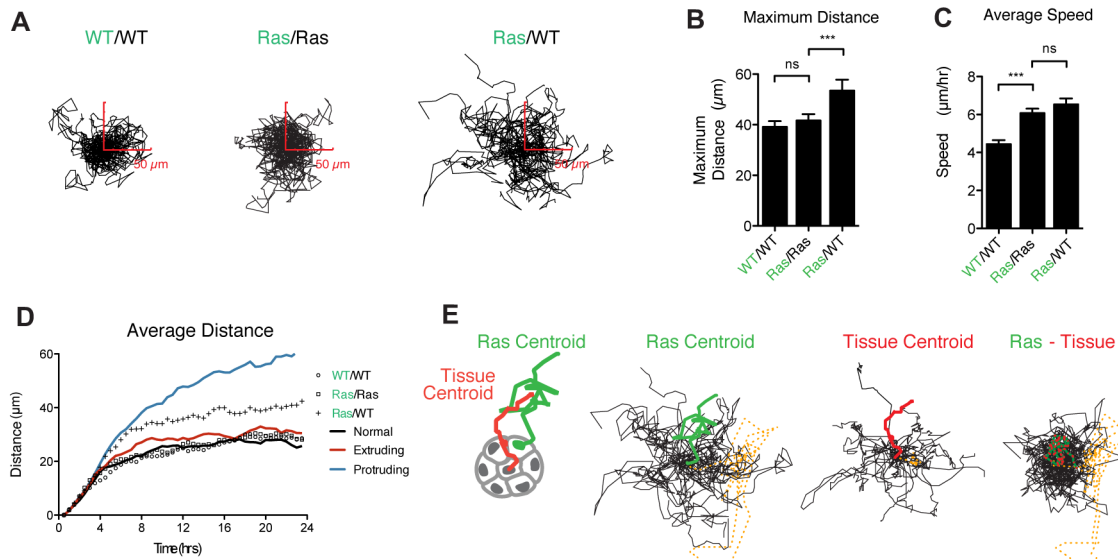 A
WT/WT
Ras/Ras
Ras/WT
50 µm
50 µm
50 µm
B
Maximum Distance
***
ns
60
40
20
0
Maximum
Distance (µm)
WT/WT
Ras/Ras
Ras/WT
C
Average Speed
ns
***
8
6
4
2
0
Speed (µm/hr)
WT/WT
Ras/Ras
Ras/WT
D
Average Distance
60
40
20
0
Distance (µm)
0
4
8
12
16
20
24
Time(hrs)
WT/WT
Ras/Ras
Ras/WT
Normal
Extruding
Protruding
E
Ras Centroid
Tissue
Centroid
Ras Centroid
Tissue Centroid
Ras - Tissue